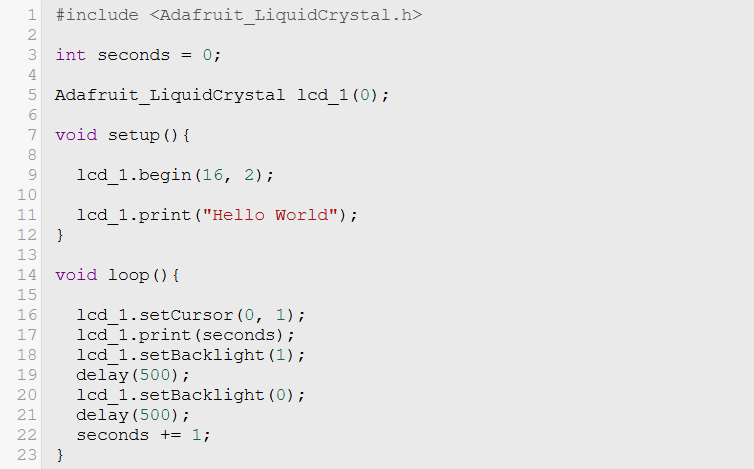 1 #include <Adafruit_LiquidCrystal.h>
2
3 int seconds = 0;
4
5 Adafruit_LiquidCrystal lcd_1(0);
6
7 void setup(){
8
9   lcd_1.begin(16, 2);
10
11   lcd_1.print("Hello World");
12 }
13
14 void loop(){
15
16   lcd_1.setCursor(0, 1);
17   lcd_1.print(seconds);
18   lcd_1.setBacklight(1);
19   delay(500);
20   lcd_1.setBacklight(0);
21   delay(500);
22   seconds += 1;
23 }